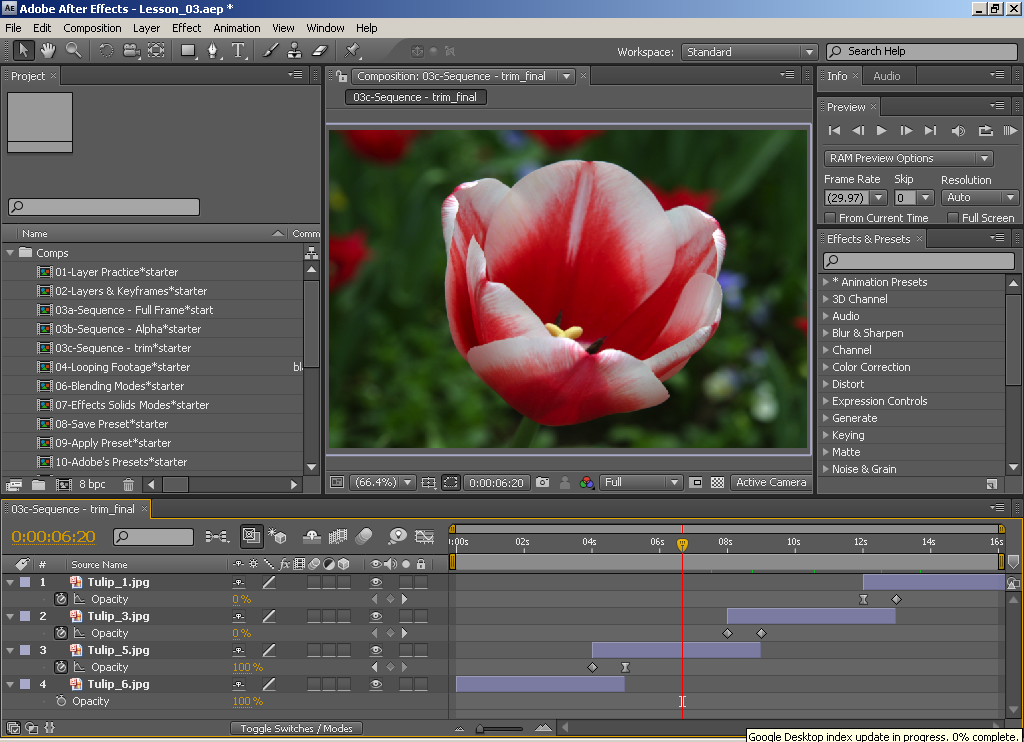 AE Adobe After Effects - Lesson_03.aep *
File Edit Composition Layer Effect Animation View Window Help
Workspace: Standard Search Help
Project × Composition: 03c-Sequence - trim_final × Info × Audio
03c-Sequence - trim_final
Preview ×
RAM Preview Options
Frame Rate Skip Resolution
(29.97) 0 Auto
From Current Time Full Screen
Name Comm
Effects & Presets ×
Comps
01-Layer Practice*starter
02-Layers & Keyframes*starter
03a-Sequence - Full Frame*start
03b-Sequence - Alpha*starter
03c-Sequence - trim*starter
04-Looping Footage*starter bl
06-Blending Modes*starter
07-Effects Solids Modes*starter
08-Save Preset*starter
09-Apply Preset*starter
10-Adobe's Presets*starter
* Animation Presets
3D Channel
Audio
Blur & Sharpen
Channel
Color Correction
Distort
Expression Controls
Generate
Keying
Matte
Noise & Grain
8 bpc (66.4%) 0:00:06:20 Full Active Camera
03c-Sequence - trim_final ×
0:00:06:20
:00s 02s 04s 06s 08s 10s 12s 14s 16s
# Source Name fx
1 Tulip_1.jpg
Opacity 0%
2 Tulip_3.jpg
Opacity 0%
3 Tulip_5.jpg
Opacity 100%
4 Tulip_6.jpg
Opacity 100%
Toggle Switches / Modes
Google Desktop index update in progress. 0% complete.